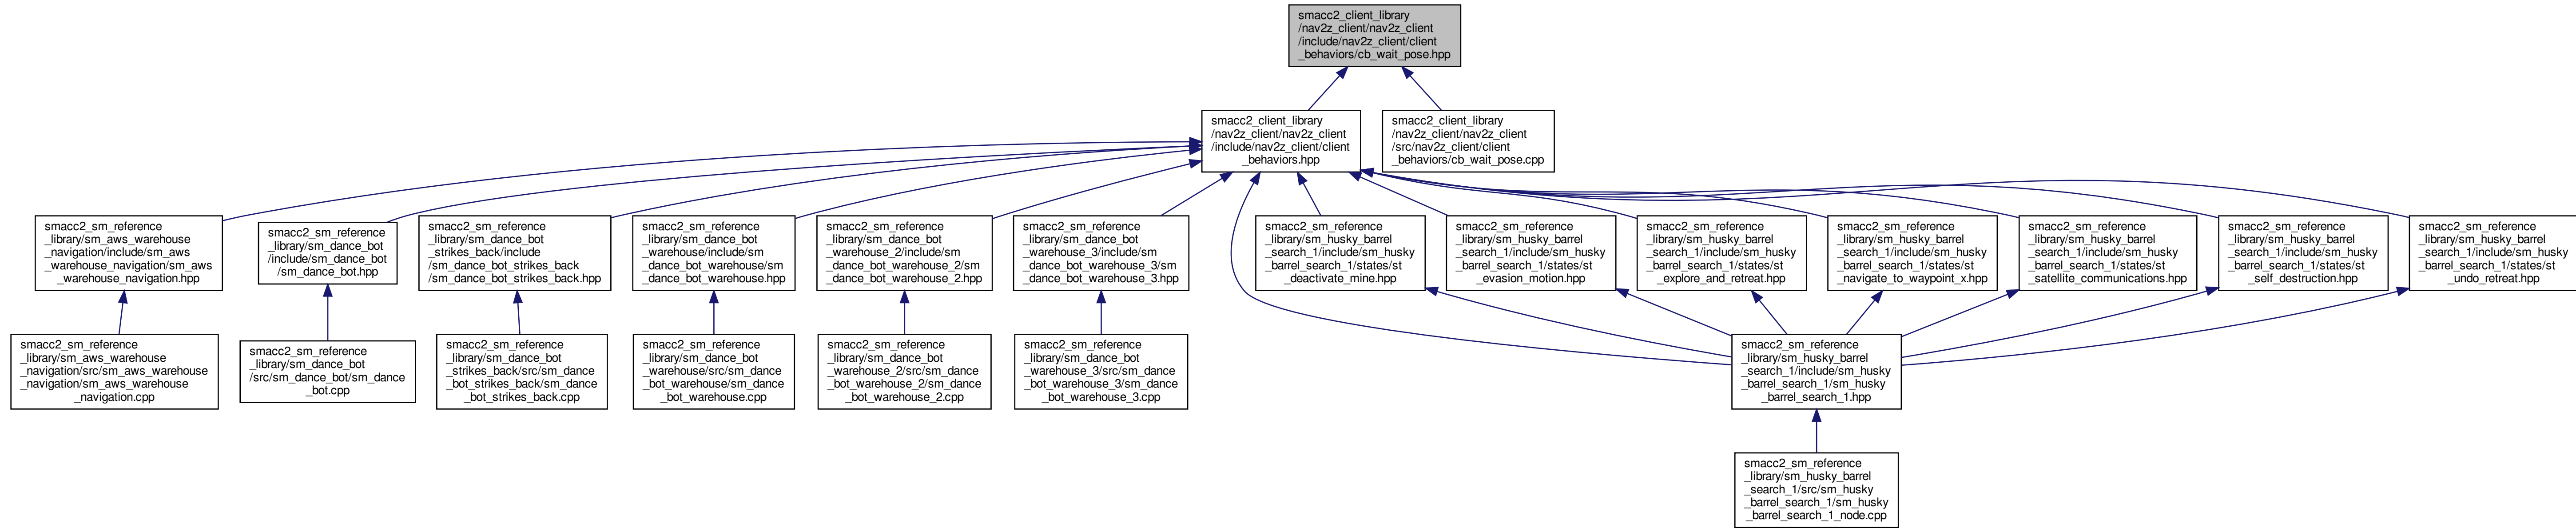 smacc2_client_library
/nav2z_client/nav2z_client
/include/nav2z_client/client
_behaviors/cb_wait_pose.hpp
smacc2_client_library
/nav2z_client/nav2z_client
/include/nav2z_client/client
_behaviors.hpp
smacc2_client_library
/nav2z_client/nav2z_client
/src/nav2z_client/client
_behaviors/cb_wait_pose.cpp
smacc2_sm_reference
_library/sm_aws_warehouse
_navigation/include/sm_aws
_warehouse_navigation/sm_aws
_warehouse_navigation.hpp
smacc2_sm_reference
_library/sm_dance_bot
/include/sm_dance_bot
/sm_dance_bot.hpp
smacc2_sm_reference
_library/sm_dance_bot
_strikes_back/include
/sm_dance_bot_strikes_back
/sm_dance_bot_strikes_back.hpp
smacc2_sm_reference
_library/sm_dance_bot
_warehouse/include/sm
_dance_bot_warehouse/sm
_dance_bot_warehouse.hpp
smacc2_sm_reference
_library/sm_dance_bot
_warehouse_2/include/sm
_dance_bot_warehouse_2/sm
_dance_bot_warehouse_2.hpp
smacc2_sm_reference
_library/sm_dance_bot
_warehouse_3/include/sm
_dance_bot_warehouse_3/sm
_dance_bot_warehouse_3.hpp
smacc2_sm_reference
_library/sm_husky_barrel
_search_1/include/sm_husky
_barrel_search_1/states/st
_deactivate_mine.hpp
smacc2_sm_reference
_library/sm_husky_barrel
_search_1/include/sm_husky
_barrel_search_1/states/st
_evasion_motion.hpp
smacc2_sm_reference
_library/sm_husky_barrel
_search_1/include/sm_husky
_barrel_search_1/states/st
_explore_and_retreat.hpp
smacc2_sm_reference
_library/sm_husky_barrel
_search_1/include/sm_husky
_barrel_search_1/states/st
_navigate_to_waypoint_x.hpp
smacc2_sm_reference
_library/sm_husky_barrel
_search_1/include/sm_husky
_barrel_search_1/states/st
_satellite_communications.hpp
smacc2_sm_reference
_library/sm_husky_barrel
_search_1/include/sm_husky
_barrel_search_1/states/st
_self_destruction.hpp
smacc2_sm_reference
_library/sm_husky_barrel
_search_1/include/sm_husky
_barrel_search_1/states/st
_undo_retreat.hpp
smacc2_sm_reference
_library/sm_aws_warehouse
_navigation/src/sm_aws_warehouse
_navigation/sm_aws_warehouse
_navigation.cpp
smacc2_sm_reference
_library/sm_dance_bot
/src/sm_dance_bot/sm_dance
_bot.cpp
smacc2_sm_reference
_library/sm_dance_bot
_strikes_back/src/sm_dance
_bot_strikes_back/sm_dance
_bot_strikes_back.cpp
smacc2_sm_reference
_library/sm_dance_bot
_warehouse/src/sm_dance
_bot_warehouse/sm_dance
_bot_warehouse.cpp
smacc2_sm_reference
_library/sm_dance_bot
_warehouse_2/src/sm_dance
_bot_warehouse_2/sm_dance
_bot_warehouse_2.cpp
smacc2_sm_reference
_library/sm_dance_bot
_warehouse_3/src/sm_dance
_bot_warehouse_3/sm_dance
_bot_warehouse_3.cpp
smacc2_sm_reference
_library/sm_husky_barrel
_search_1/include/sm_husky
_barrel_search_1/sm_husky
_barrel_search_1.hpp
smacc2_sm_reference
_library/sm_husky_barrel
_search_1/src/sm_husky
_barrel_search_1/sm_husky
_barrel_search_1_node.cpp